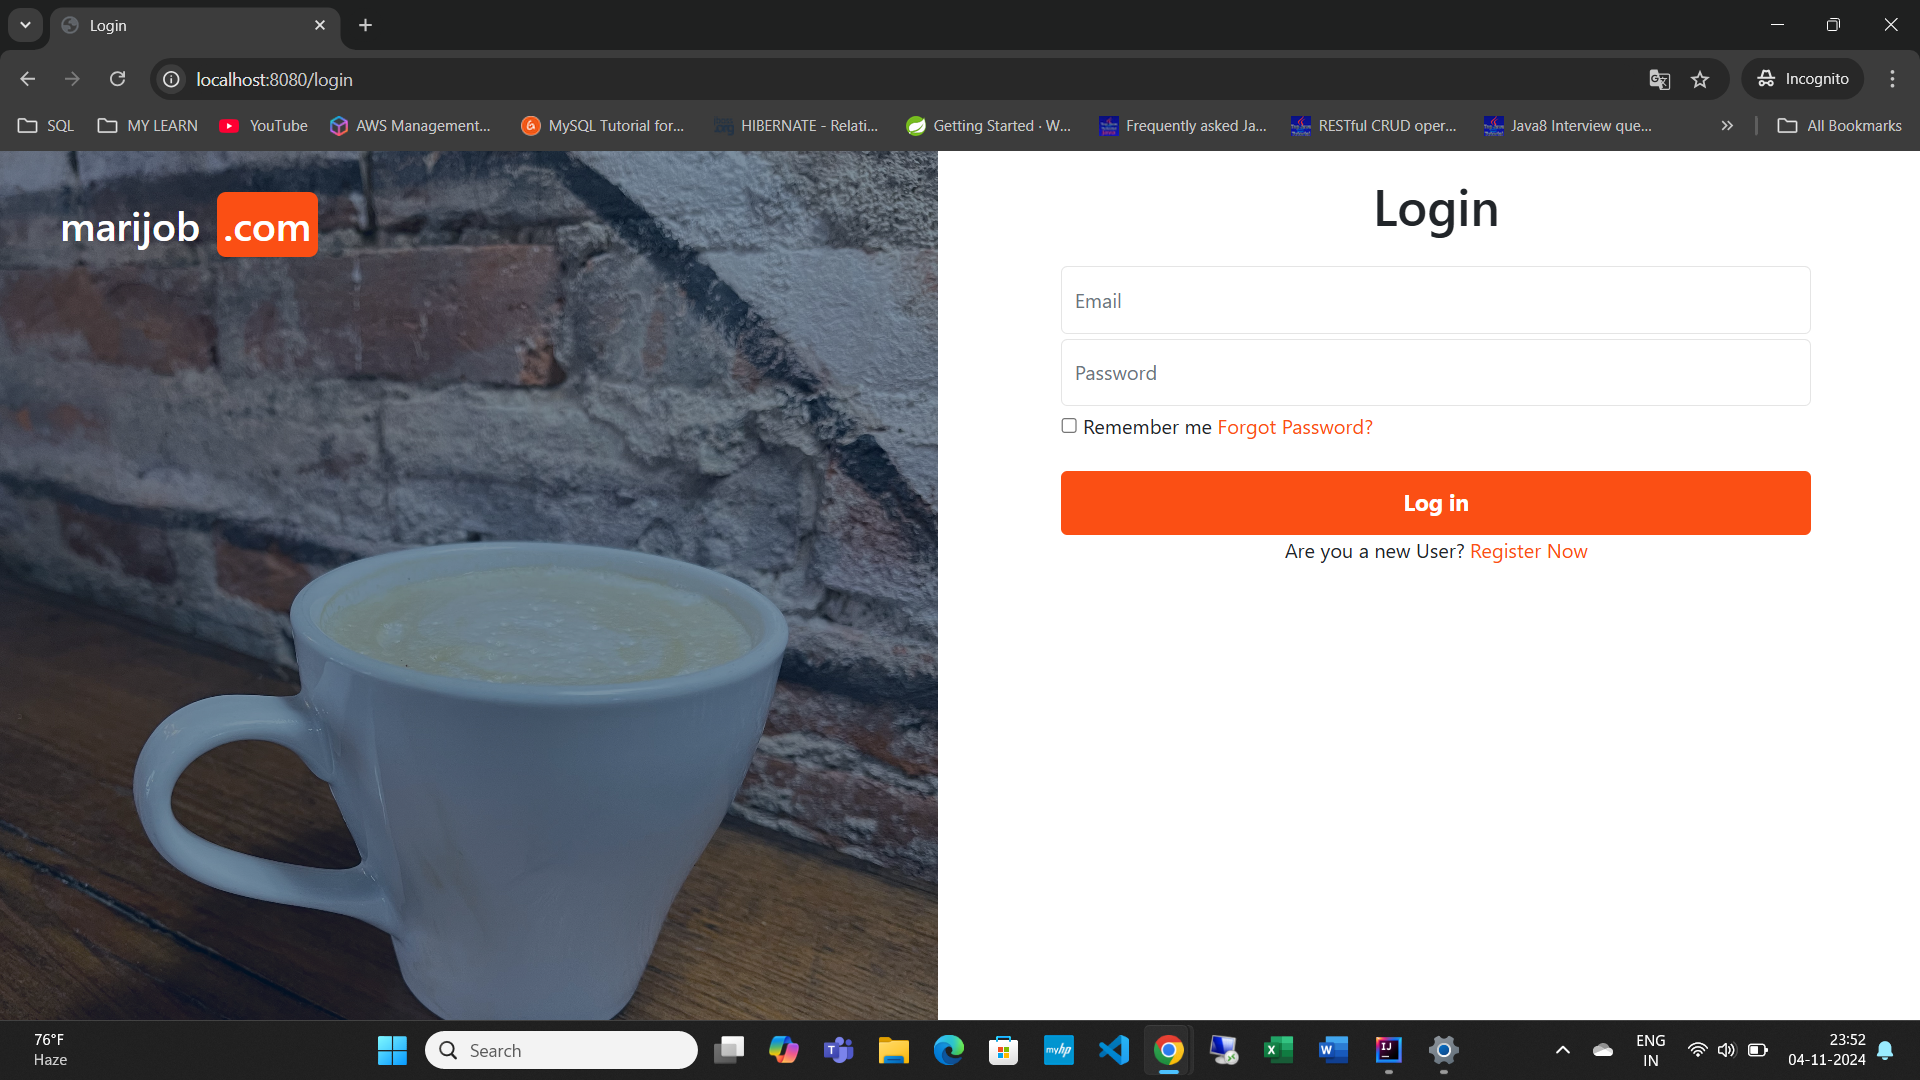 Login
localhost:8080/login
Incognito
SQL
MY LEARN
YouTube
AWS Management...
MySQL Tutorial for...
HIBERNATE - Relati...
Getting Started · W...
Frequently asked Ja...
RESTful CRUD oper...
Java8 Interview que...
All Bookmarks
marijob .com
Login
Email
Password
Remember me Forgot Password?
Log in
Are you a new User? Register Now
76°F
Haze
Search
ENG
IN
23:52
04-11-2024